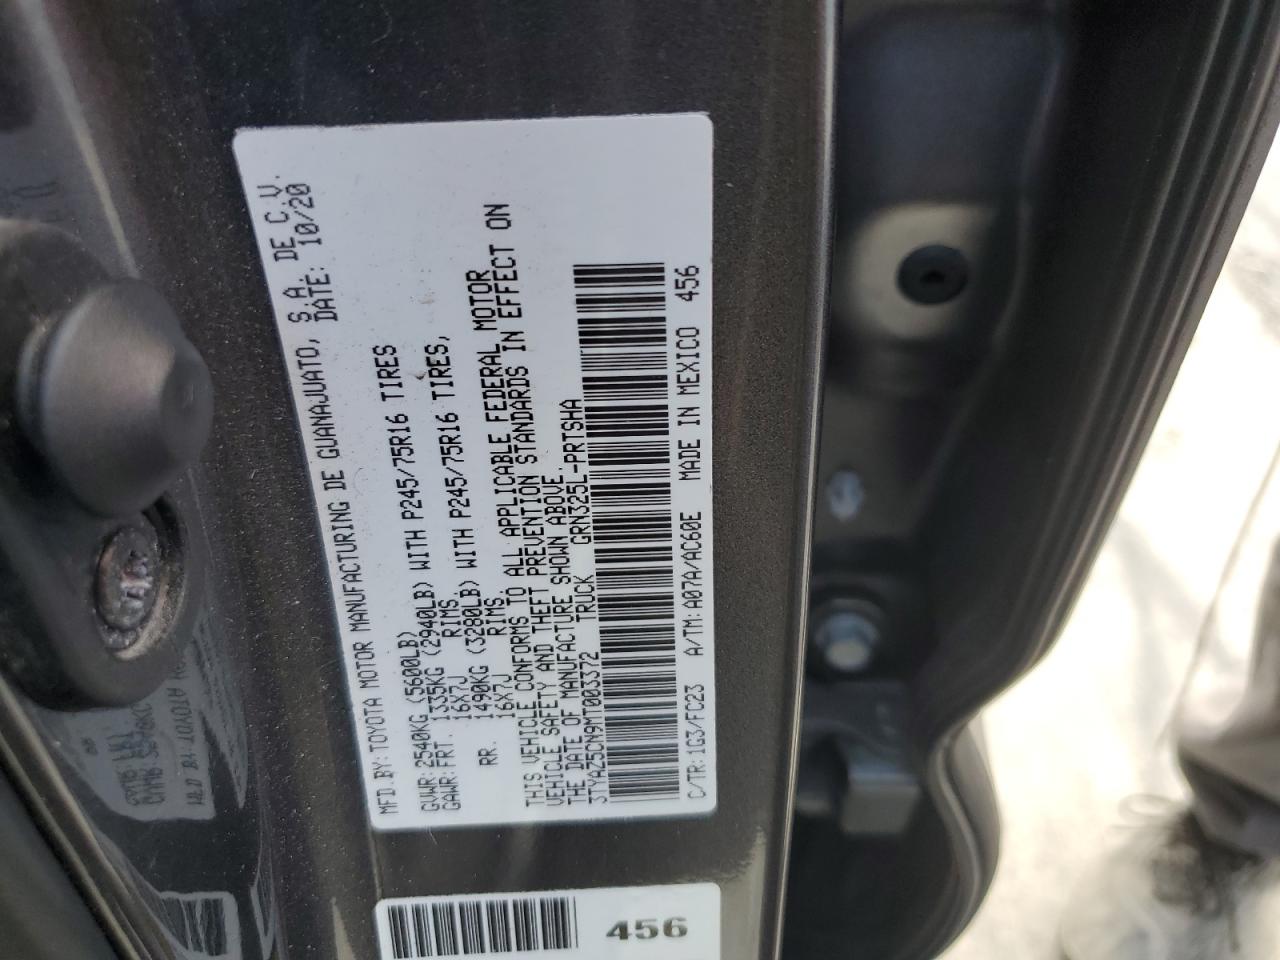 MFD.BY: TOYOTA MOTOR MANUFACTURING DE GUANAJUATO, S.A. DE C.V.
DATE: 10/20
GVWR: 2540KG (5600LB)
GAWR: FRT. 1335KG (2940LB) WITH P245/75R16 TIRES
16X7J RIMS.
RR. 1490KG (3280LB) WITH P245/75R16 TIRES,
16X7J RIMS.
THIS VEHICLE CONFORMS TO ALL APPLICABLE FEDERAL MOTOR
VEHICLE SAFETY AND THEFT PREVENTION STANDARDS IN EFFECT ON
THE DATE OF MANUFACTURE SHOWN ABOVE.
3TYAZ5CN9MT003372 TRUCK GRN325L-PRTSHA
C/TR: 1G3/FC23 A/TM: A07A/AC60E MADE IN MEXICO 456
456